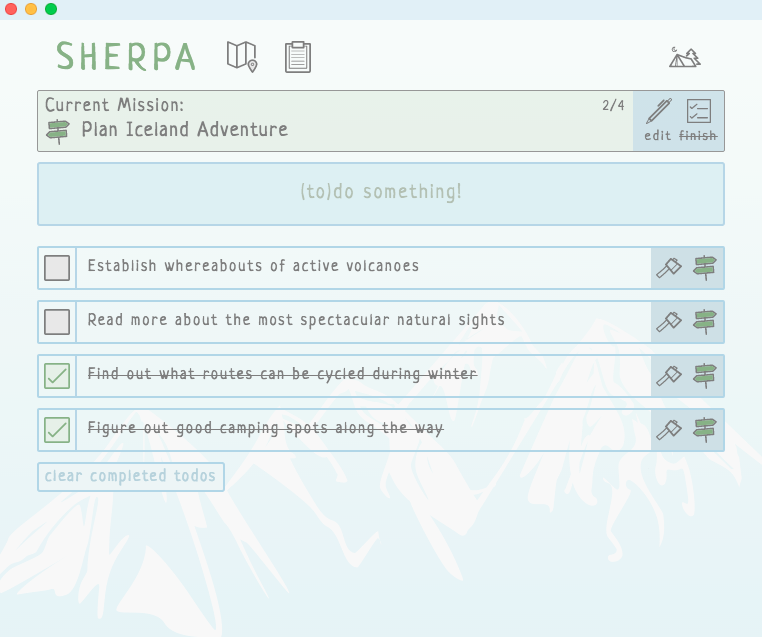 SHERPA
Current Mission:
2/4
Plan Iceland Adventure
edit finish
(to)do something!
Establish whereabouts of active volcanoes
Read more about the most spectacular natural sights
Find out what routes can be cycled during winter
Figure out good camping spots along the way
clear completed todos